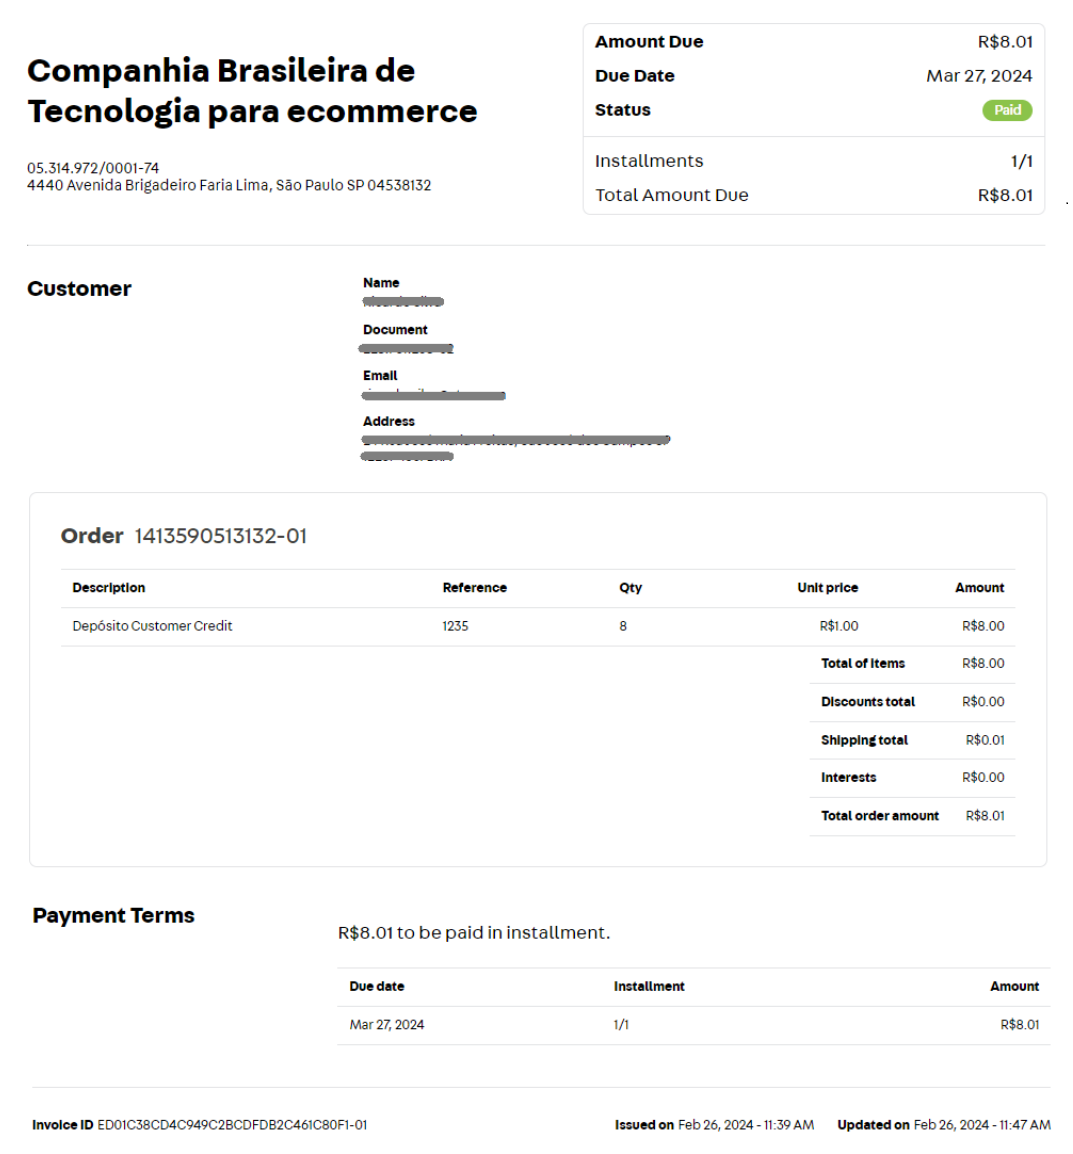 Companhia Brasileira de
Tecnologia para ecommerce
05.314.972/0001-74
4440 Avenida Brigadeiro Faria Lima, São Paulo SP 04538132
Amount Due R$8.01
Due Date Mar 27, 2024
Status Paid
Installments 1/1
Total Amount Due R$8.01
Customer
Name
Document
Email
Address
Order 1413590513132-01
Description Reference Qty Unit price Amount
Depósito Customer Credit 1235 8 R$1.00 R$8.00
Total of items R$8.00
Discounts total R$0.00
Shipping total R$0.01
Interests R$0.00
Total order amount R$8.01
Payment Terms
R$8.01 to be paid in installment.
Due date Installment Amount
Mar 27, 2024 1/1 R$8.01
Invoice ID ED01C38CD4C949C2BCDFDB2C461C80F1-01
Issued on Feb 26, 2024 - 11:39 AM Updated on Feb 26, 2024 - 11:47 AM